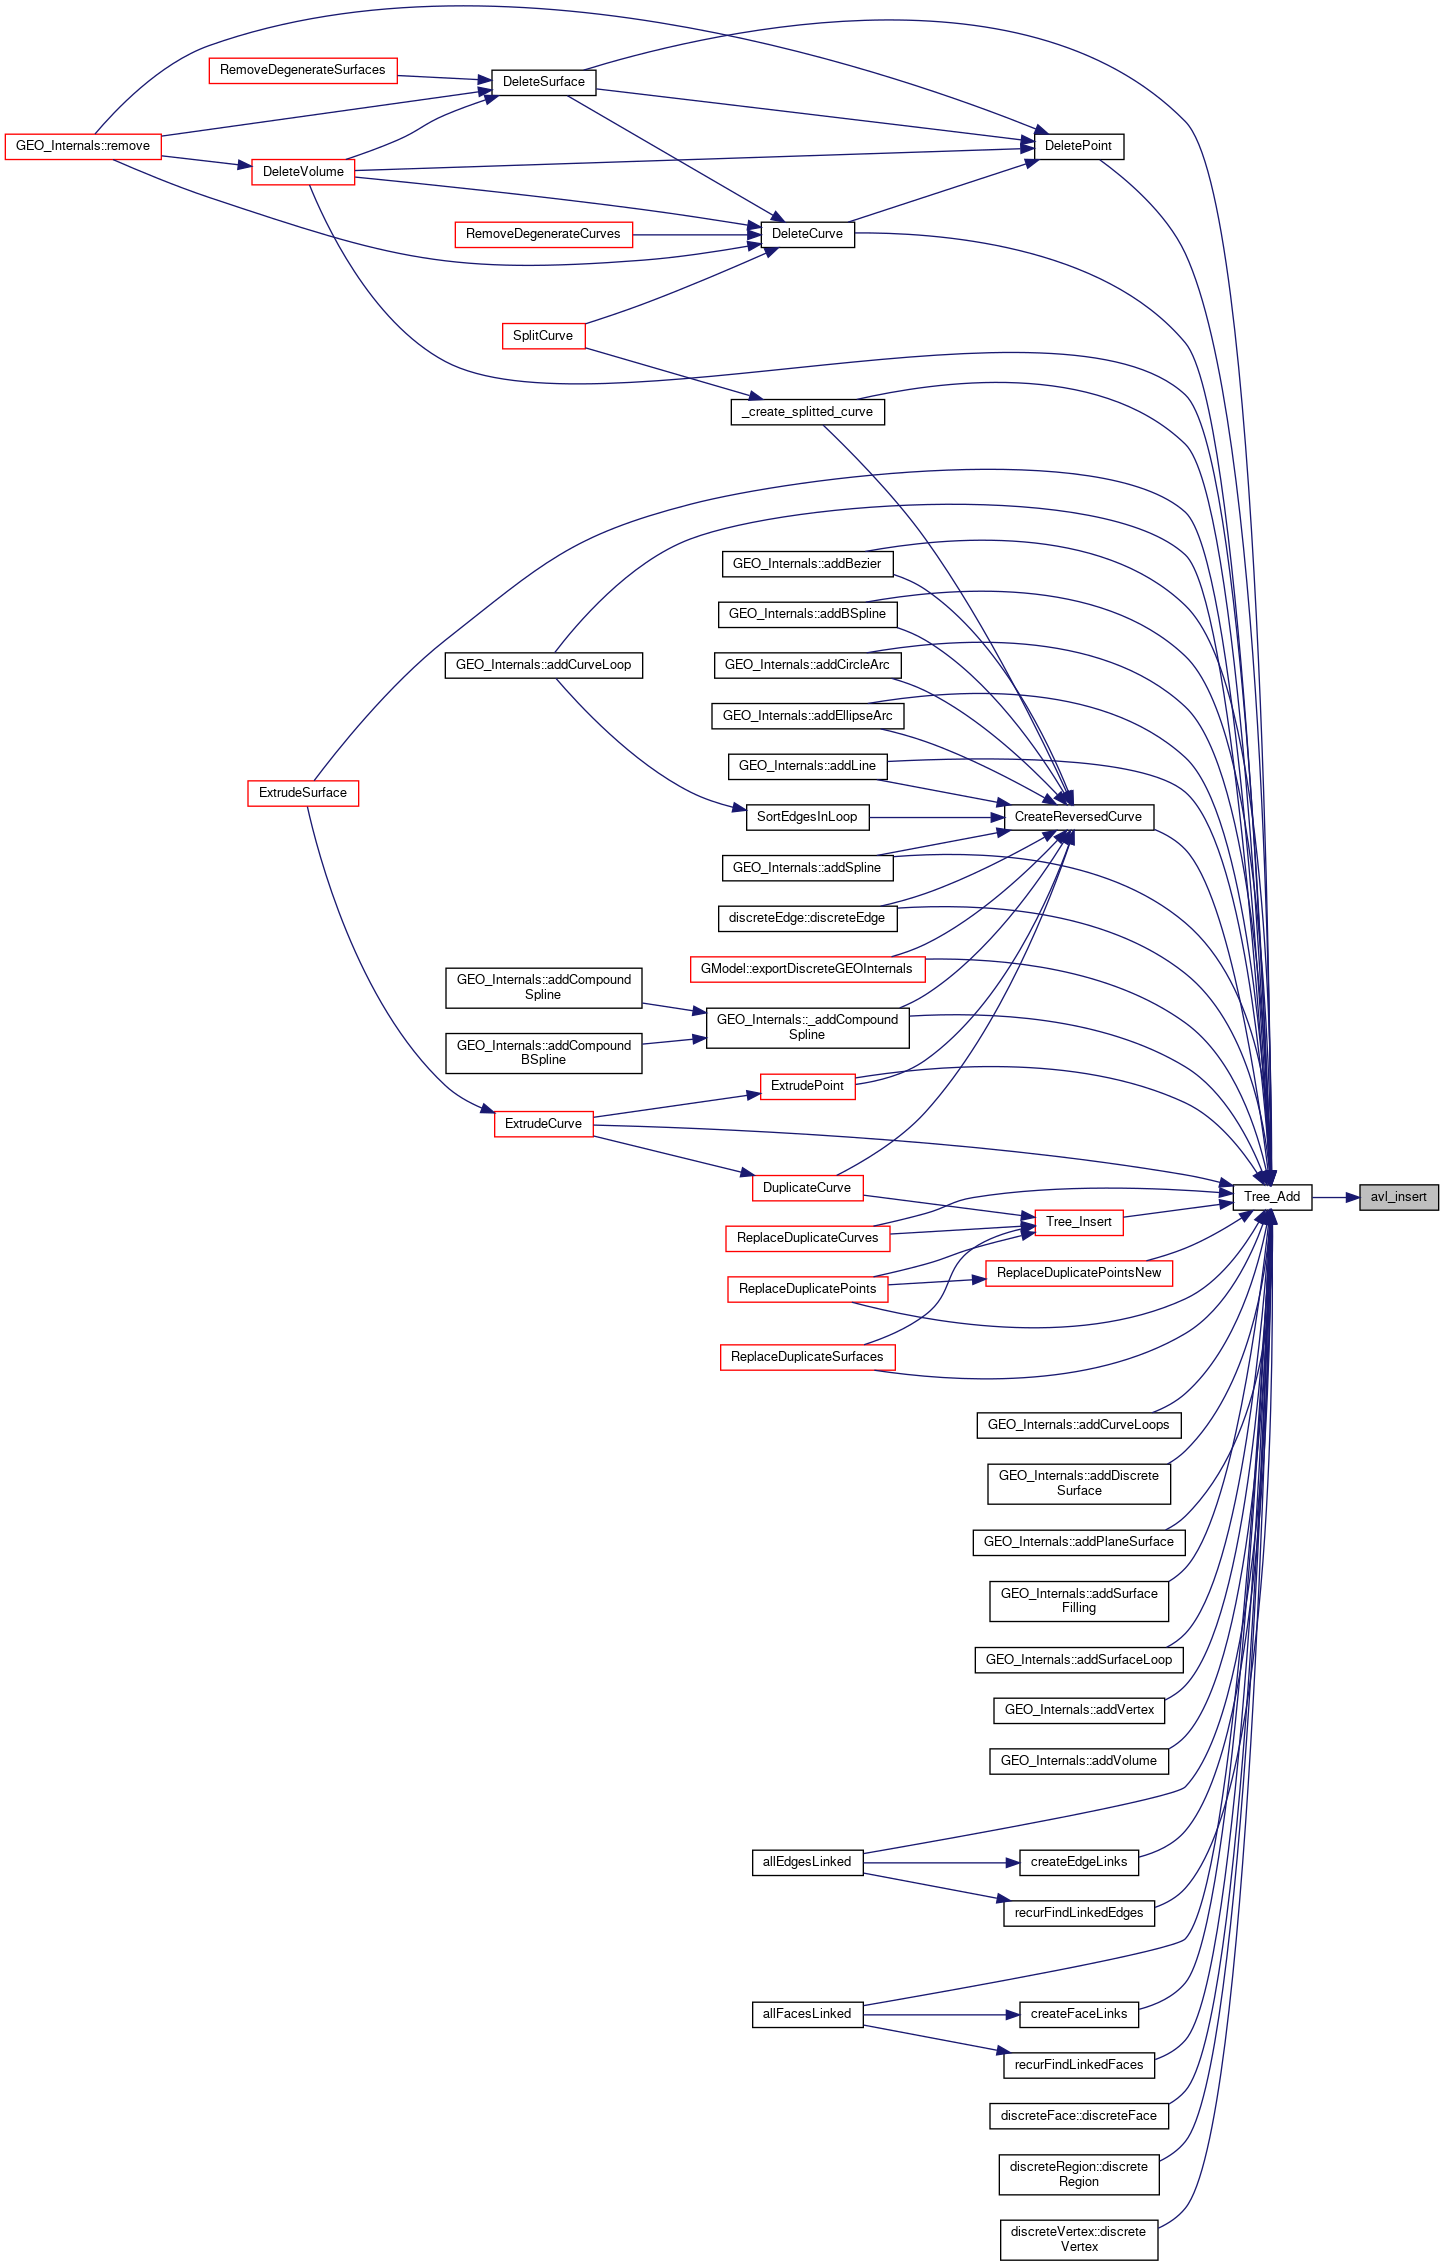 RemoveDegenerateSurfaces
DeleteSurface
GEO_Internals::remove
DeletePoint
DeleteVolume
RemoveDegenerateCurves
DeleteCurve
SplitCurve
_create_splitted_curve
GEO_Internals::addBezier
GEO_Internals::addBSpline
GEO_Internals::addCurveLoop
GEO_Internals::addCircleArc
GEO_Internals::addEllipseArc
GEO_Internals::addLine
ExtrudeSurface
SortEdgesInLoop
CreateReversedCurve
GEO_Internals::addSpline
discreteEdge::discreteEdge
GModel::exportDiscreteGEOInternals
GEO_Internals::addCompound
Spline
GEO_Internals::_addCompound
Spline
GEO_Internals::addCompound
BSpline
ExtrudePoint
ExtrudeCurve
DuplicateCurve
Tree_Add
avl_insert
Tree_Insert
ReplaceDuplicateCurves
ReplaceDuplicatePointsNew
ReplaceDuplicatePoints
ReplaceDuplicateSurfaces
GEO_Internals::addCurveLoops
GEO_Internals::addDiscrete
Surface
GEO_Internals::addPlaneSurface
GEO_Internals::addSurface
Filling
GEO_Internals::addSurfaceLoop
GEO_Internals::addVertex
GEO_Internals::addVolume
allEdgesLinked
createEdgeLinks
recurFindLinkedEdges
allFacesLinked
createFaceLinks
recurFindLinkedFaces
discreteFace::discreteFace
discreteRegion::discrete
Region
discreteVertex::discrete
Vertex